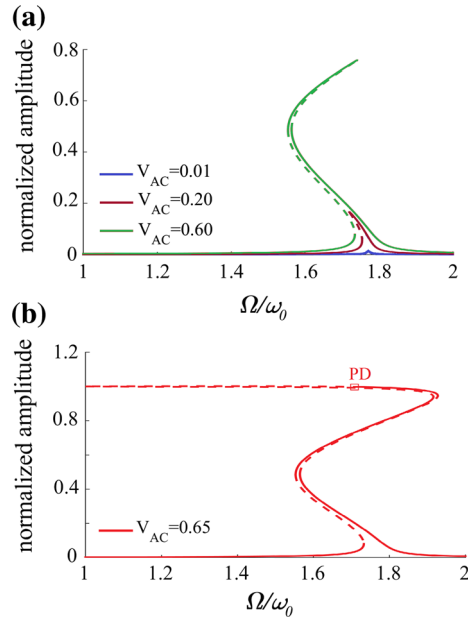 (a)
normalized amplitude
0.8
0.6
0.4
0.2
0
V_AC=0.01
V_AC=0.20
V_AC=0.60
1 1.2 1.4 1.6 1.8 2
Ω/ω₀
(b)
normalized amplitude
1.2
0.8
0.4
0
PD
V_AC=0.65
1 1.2 1.4 1.6 1.8 2
Ω/ω₀